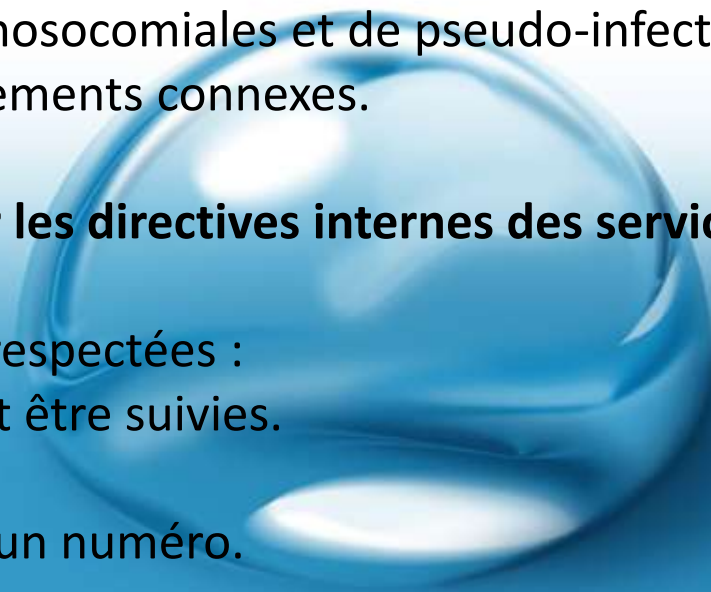 nosocomiales et de pseudo-infect
ements connexes.
r les directives internes des servic
respectées :
t être suivies.
un numéro.